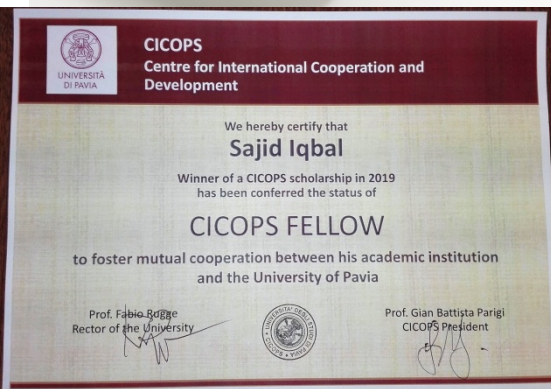 UNIVERSITÀ
DI PAVIA
CICOPS
Centre for International Cooperation and
Development
We hereby certify that
Sajid Iqbal
Winner of a CICOPS scholarship in 2019
has been conferred the status of
CICOPS FELLOW
to foster mutual cooperation between his academic institution
and the University of Pavia
Prof. Fabio Rugge
Rector of the University
Prof. Gian Battista Parigi
CICOPS President